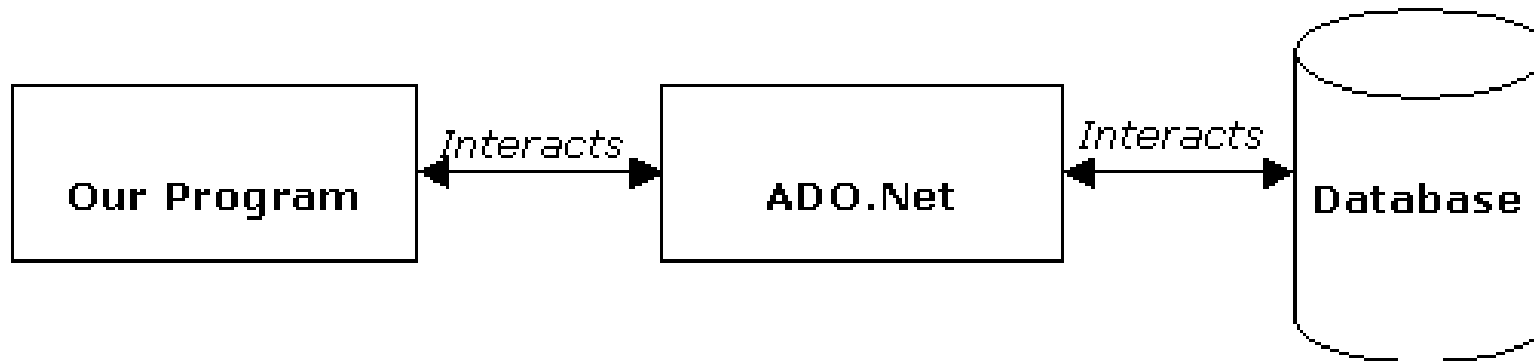 Interacts
Interacts
Our Program
ADO.Net
Database